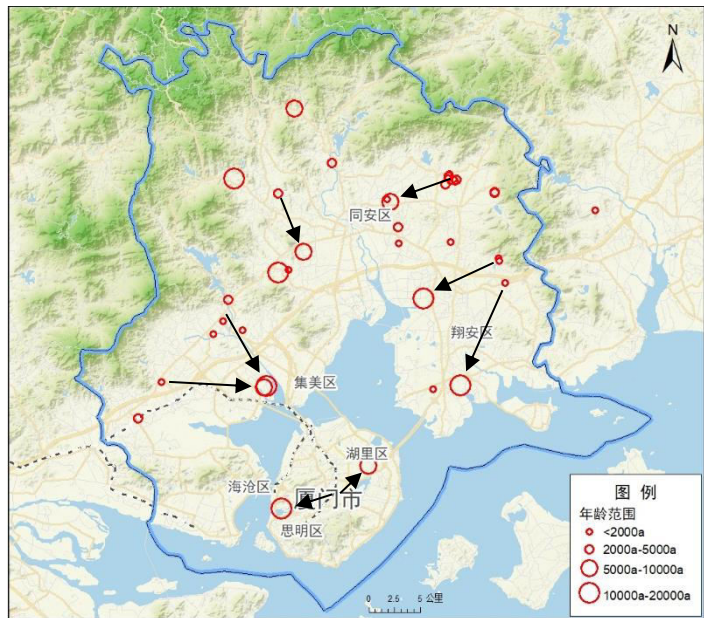 N
同安区
翔安区
集美区
湖里区
海沧区
厦门市
思明区
图 例
年龄范围
<2000a
2000a-5000a
5000a-10000a
10000a-20000a
0 2.5 5 公里